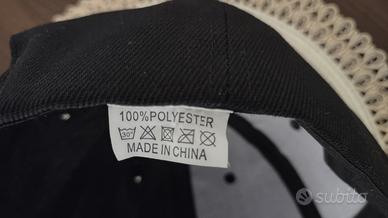 100%POLYESTER
30°
MADE IN CHINA
subito